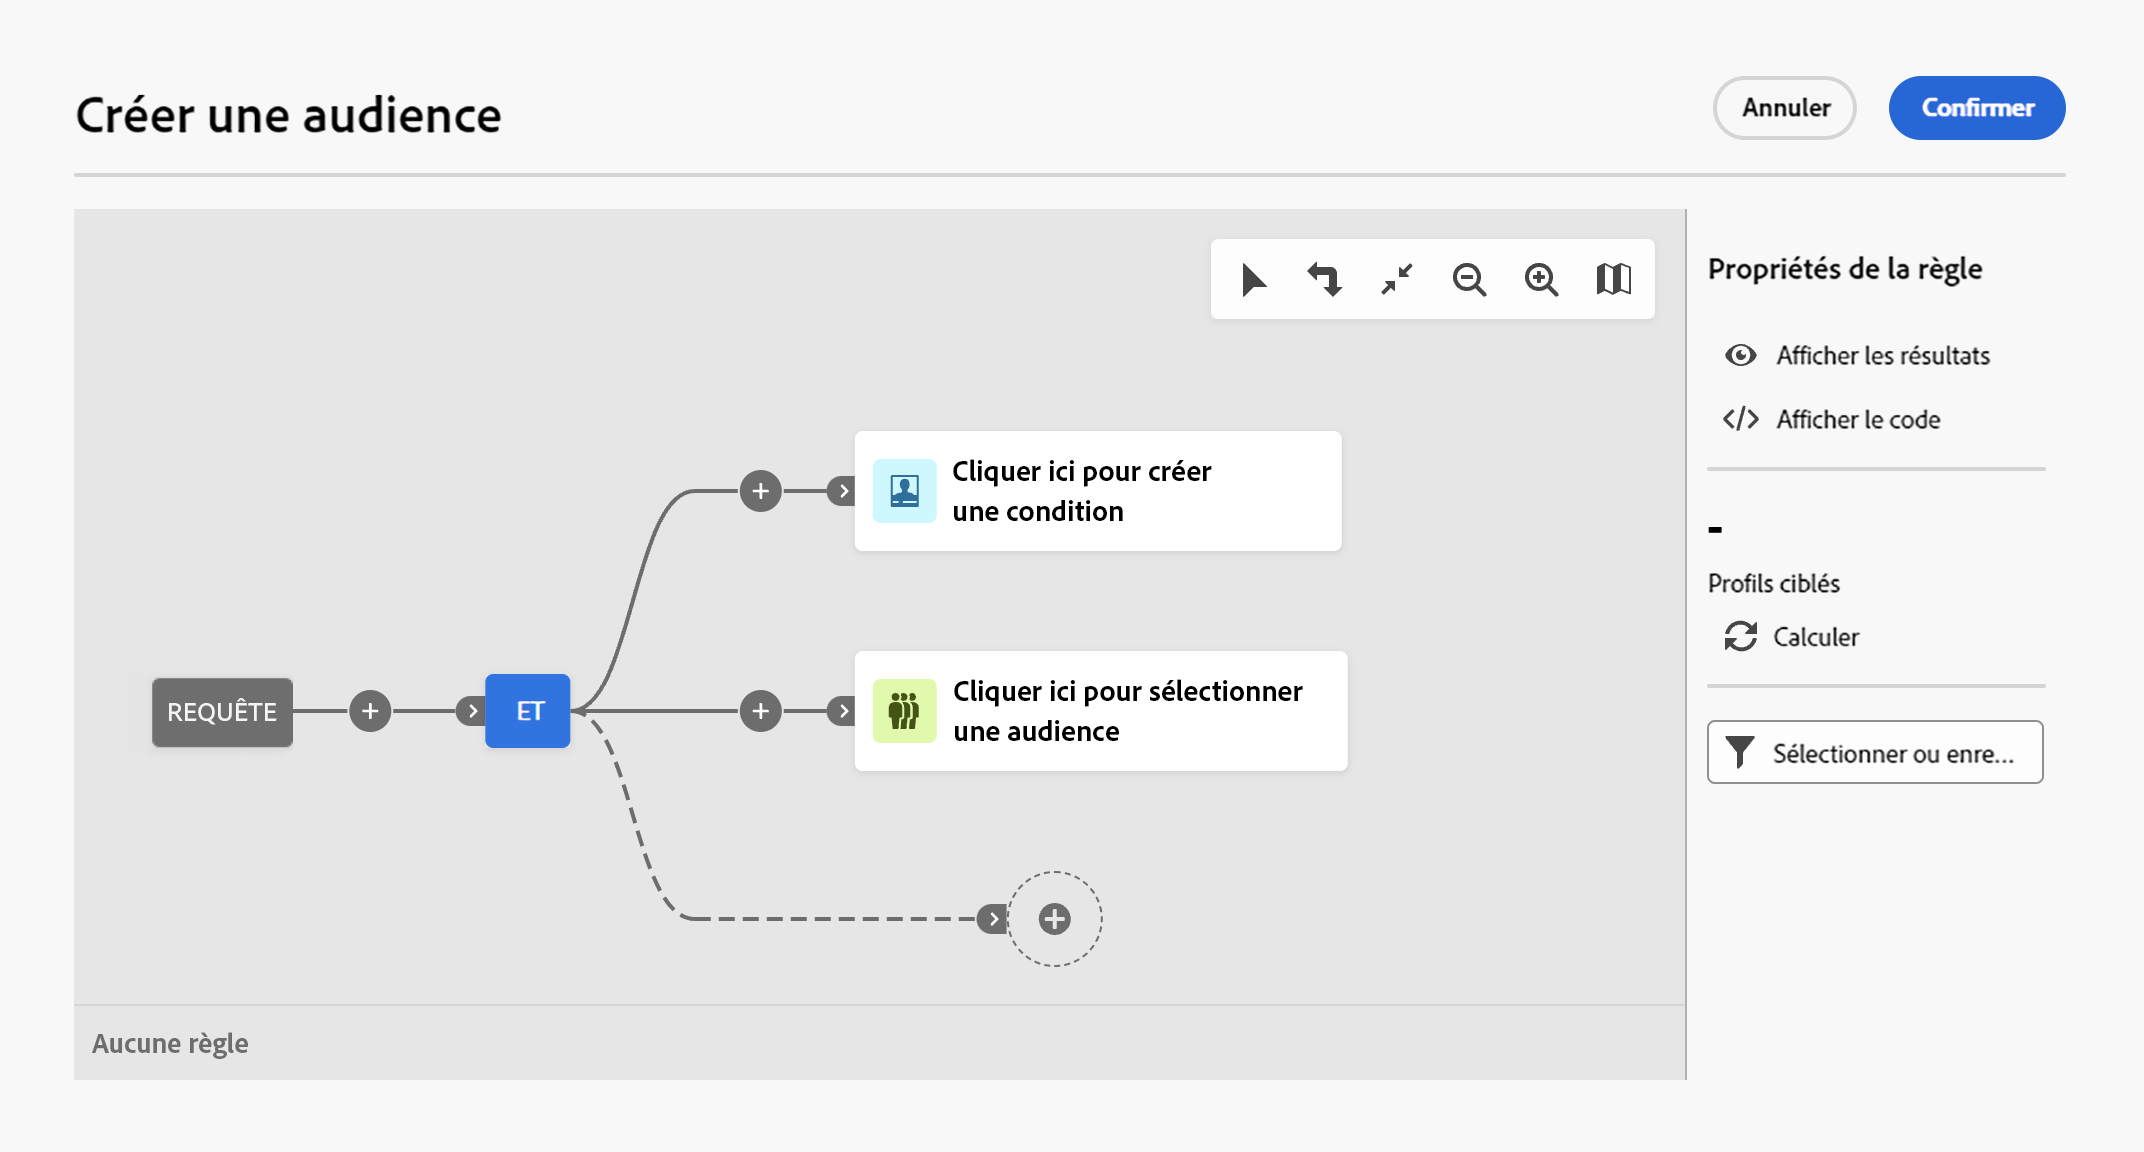 Créer une audience
Annuler
Confirmer
Propriétés de la règle
Afficher les résultats
Afficher le code
-
Profils ciblés
Calculer
Sélectionner ou enre...
Cliquer ici pour créer
une condition
REQUÊTE
ET
Cliquer ici pour sélectionner
une audience
Aucune règle